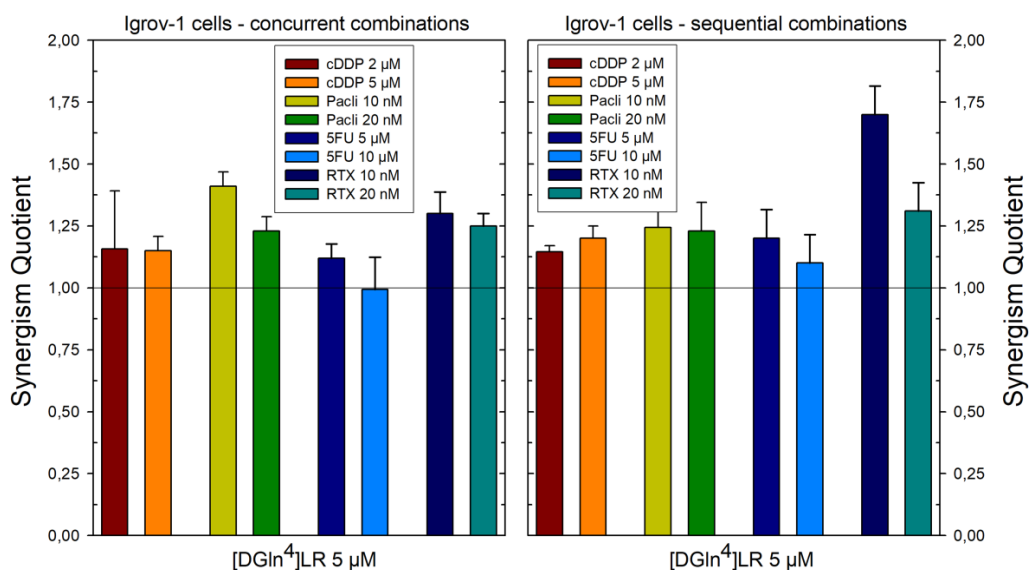 Igrov-1 cells - concurrent combinations
2,00
1,75
1,50
1,25
1,00
0,75
0,50
0,25
0,00
Synergism Quotient
cDDP 2 µM
cDDP 5 µM
Pacli 10 nM
Pacli 20 nM
5FU 5 µM
5FU 10 µM
RTX 10 nM
RTX 20 nM
[DGln⁴]LR 5 µM
Igrov-1 cells - sequential combinations
cDDP 2 µM
cDDP 5 µM
Pacli 10 nM
Pacli 20 nM
5FU 5 µM
5FU 10 µM
RTX 10 nM
RTX 20 nM
2,00
1,75
1,50
1,25
1,00
0,75
0,50
0,25
0,00
Synergism Quotient
[DGln⁴]LR 5 µM